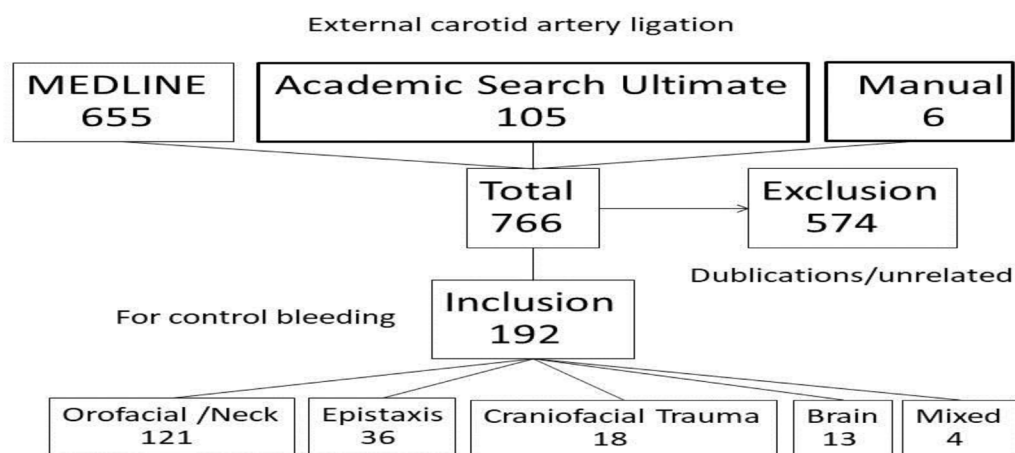 External carotid artery ligation
MEDLINE
655
Academic Search Ultimate
105
Manual
6
Total
766
Exclusion
574
Dublications/unrelated
Inclusion
192
For control bleeding
Orofacial /Neck
121
Epistaxis
36
Craniofacial Trauma
18
Brain
13
Mixed
4